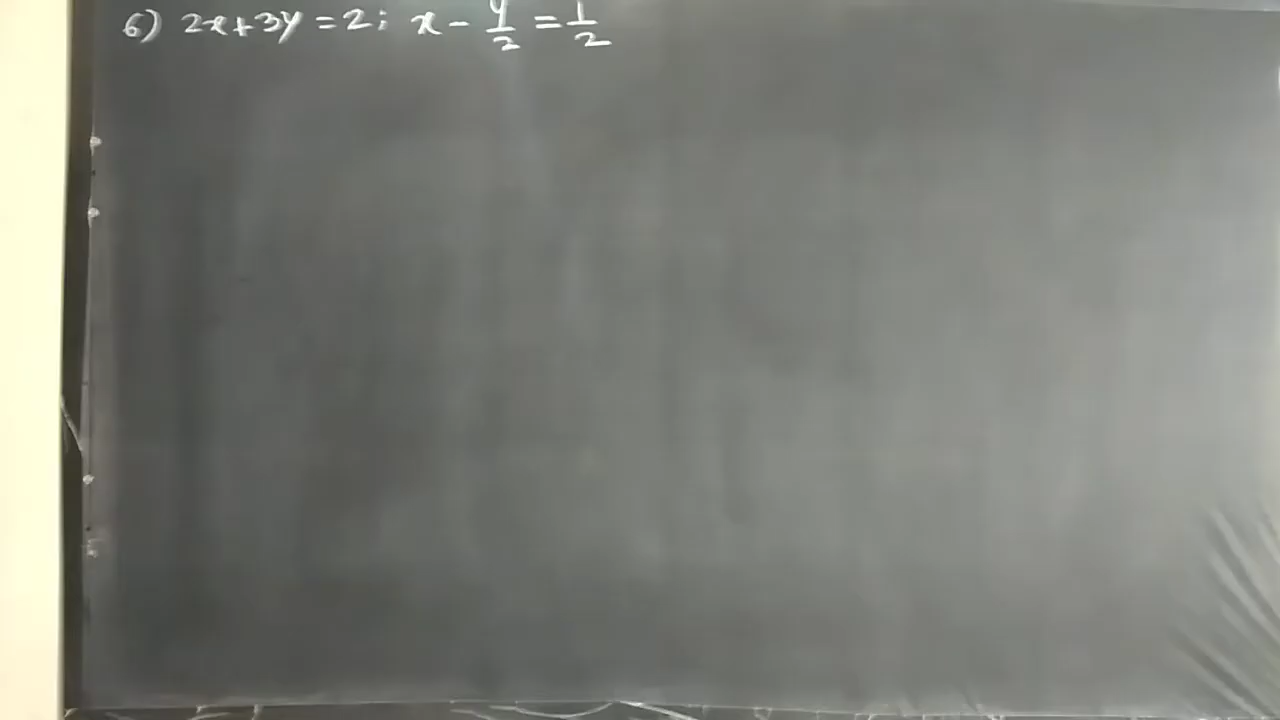 6) 2x+3y = 2; x - y/2 = 1/2